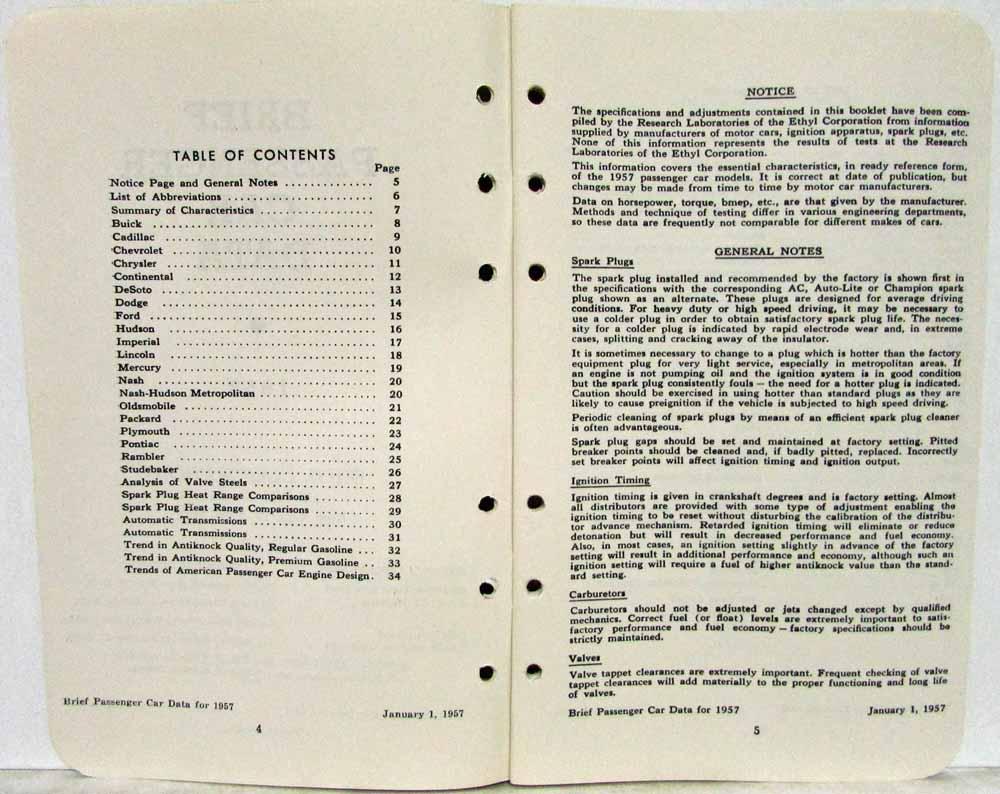 TABLE OF CONTENTS
Page
Notice Page and General Notes .............. 5
List of Abbreviations .............. 6
Summary of Characteristics .............. 7
Buick .............. 8
Cadillac .............. 9
Chevrolet .............. 10
Chrysler .............. 11
Continental .............. 12
DeSoto .............. 13
Dodge .............. 14
Ford .............. 15
Hudson .............. 16
Imperial .............. 17
Lincoln .............. 18
Mercury .............. 19
Nash .............. 20
Nash-Hudson Metropolitan .............. 20
Oldsmobile .............. 21
Packard .............. 22
Plymouth .............. 23
Pontiac .............. 24
Rambler .............. 25
Studebaker .............. 26
Analysis of Valve Steels .............. 27
Spark Plug Heat Range Comparisons .............. 28
Spark Plug Heat Range Comparisons .............. 29
Automatic Transmissions .............. 30
Automatic Transmissions .............. 31
Trend in Antiknock Quality, Regular Gasoline ... 32
Trend in Antiknock Quality, Premium Gasoline .. 33
Trends of American Passenger Car Engine Design. 34
Brief Passenger Car Data for 1957
January 1, 1957
4
NOTICE
The specifications and adjustments contained in this booklet have been com-
piled by the Research Laboratories of the Ethyl Corporation from information
supplied by manufacturers of motor cars, ignition apparatus, spark plugs, etc.
None of this information represents the results of tests at the Research
Laboratories of the Ethyl Corporation.
This information covers the essential characteristics, in ready reference form,
of the 1957 passenger car models. It is correct at date of publication, but
changes may be made from time to time by motor car manufacturers.
Data on horsepower, torque, bmep, etc., are that given by the manufacturer.
Methods and technique of testing differ in various engineering departments,
so these data are frequently not comparable for different makes of cars.
GENERAL NOTES
Spark Plugs
The spark plug installed and recommended by the factory is shown first in
the specifications with the corresponding AC, Auto-Lite or Champion spark
plug shown as an alternate. These plugs are designed for average driving
conditions. For heavy duty or high speed driving, it may be necessary to
use a colder plug in order to obtain satisfactory spark plug life. The neces-
sity for a colder plug is indicated by rapid electrode wear and, in extreme
cases, splitting and cracking away of the insulator.
It is sometimes necessary to change to a plug which is hotter than the factory
equipment plug for very light service, especially in metropolitan areas. If
an engine is not pumping oil and the ignition system is in good condition
but the spark plug consistently fouls — the need for a hotter plug is indicated.
Caution should be exercised in using hotter than standard plugs as they are
likely to cause preignition if the vehicle is subjected to high speed driving.
Periodic cleaning of spark plugs by means of an efficient spark plug cleaner
is often advantageous.
Spark plug gaps should be set and maintained at factory setting. Pitted
breaker points should be cleaned and, if badly pitted, replaced. Incorrectly
set breaker points will affect ignition timing and ignition output.
Ignition Timing
Ignition timing is given in crankshaft degrees and is factory setting. Almost
all distributors are provided with some type of adjustment enabling the
ignition timing to be reset without disturbing the calibration of the distribu-
tor advance mechanism. Retarded ignition timing will eliminate or reduce
detonation but will result in decreased performance and fuel economy.
Also, in most cases, an ignition setting slightly in advance of the factory
setting will result in additional performance and economy, although such an
ignition setting will require a fuel of higher antiknock value than the stand-
ard setting.
Carburetors
Carburetors should not be adjusted or jets changed except by qualified
mechanics. Correct fuel (or float) levels are extremely important to satis-
factory performance and fuel economy — factory specifications should be
strictly maintained.
Valves
Valve tappet clearances are extremely important. Frequent checking of valve
tappet clearances will add materially to the proper functioning and long life
of valves.
Brief Passenger Car Data for 1957
January 1, 1957
5